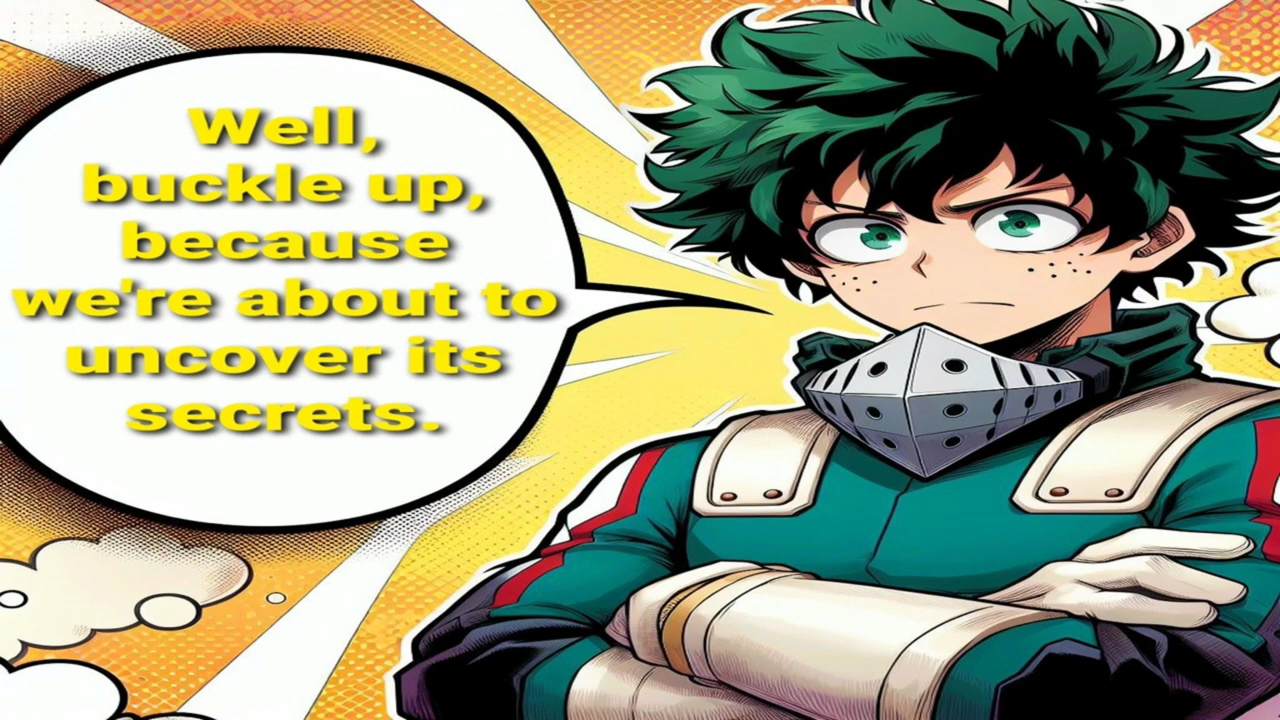 Well,
buckle up,
because
we're about to
uncover its
secrets.